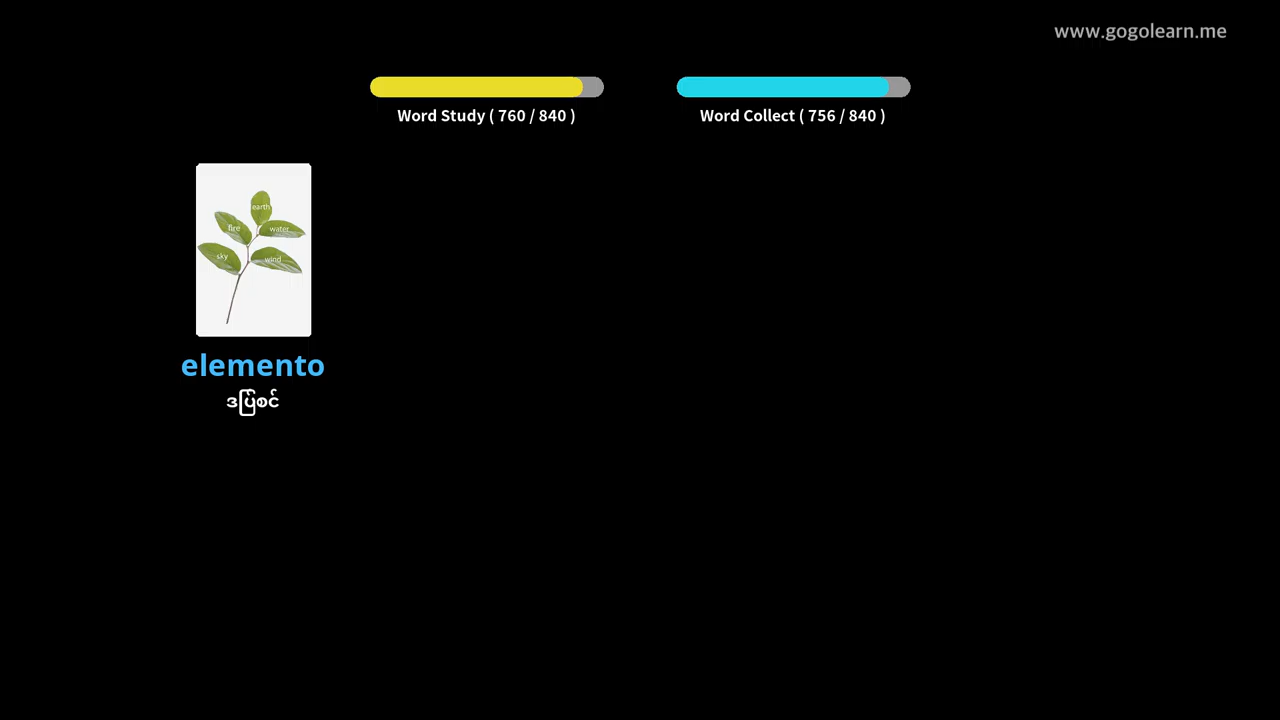 www.gogolearn.me
Word Study ( 760 / 840 )
Word Collect ( 756 / 840 )
earth
fire
water
sky
wind
elemento
ဒြပ်စင်